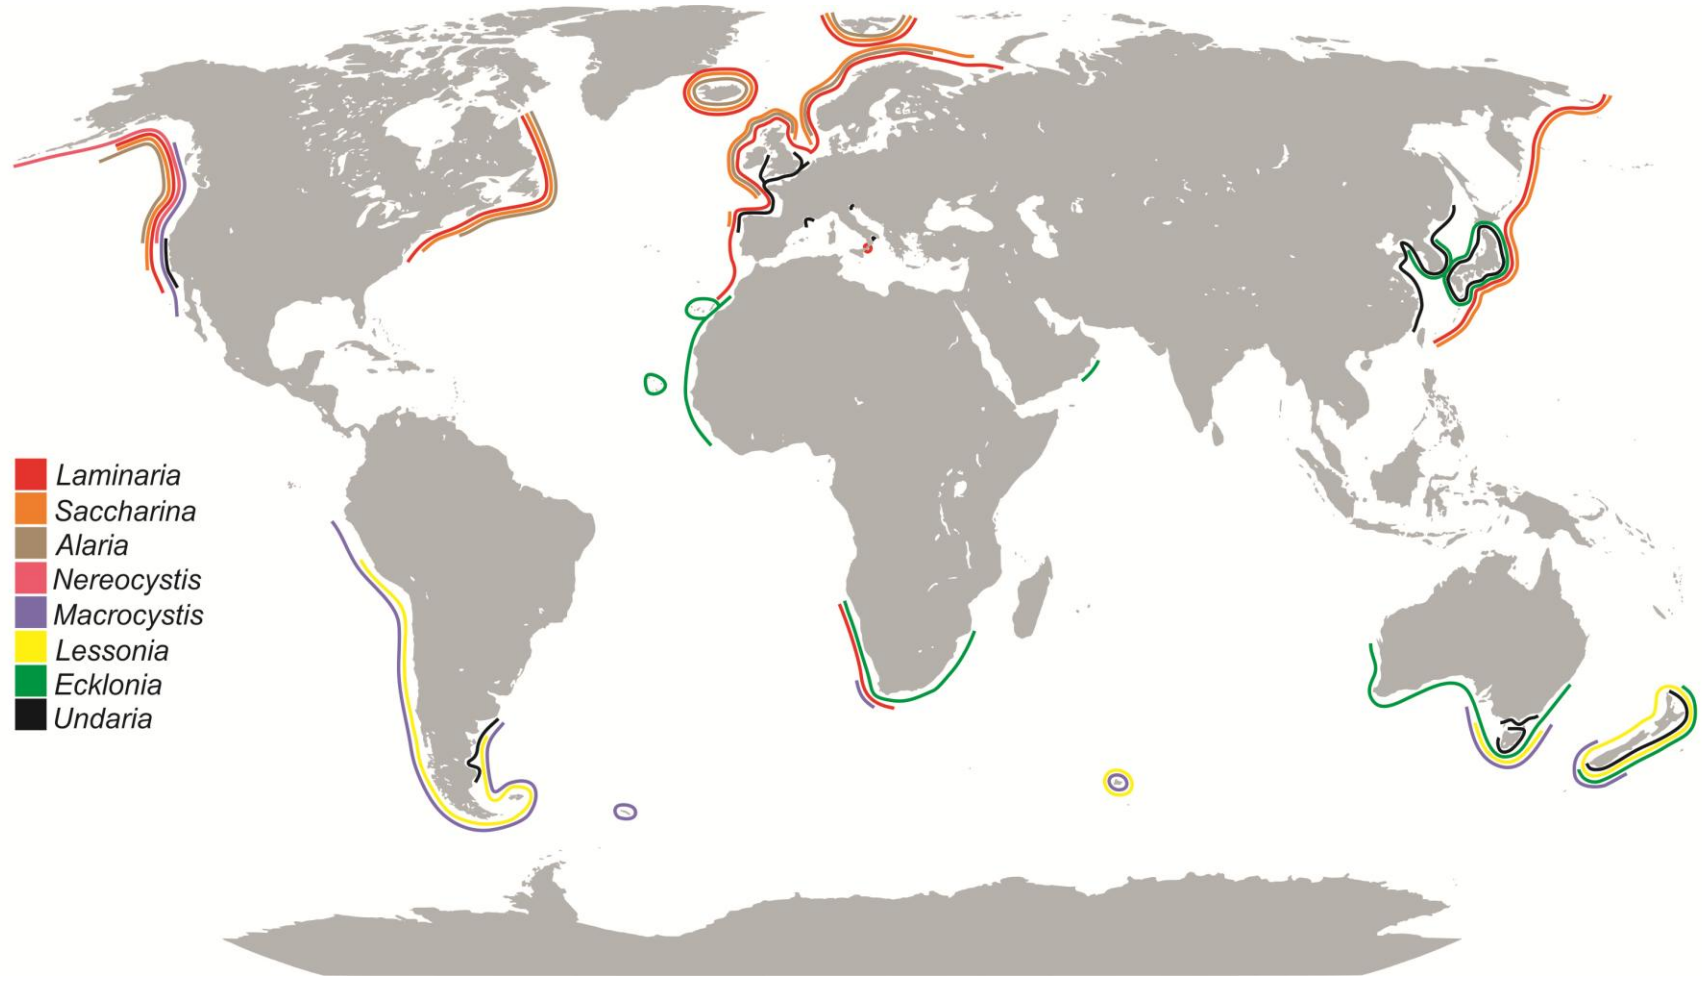 Laminaria
Saccharina
Alaria
Nereocystis
Macrocystis
Lessonia
Ecklonia
Undaria